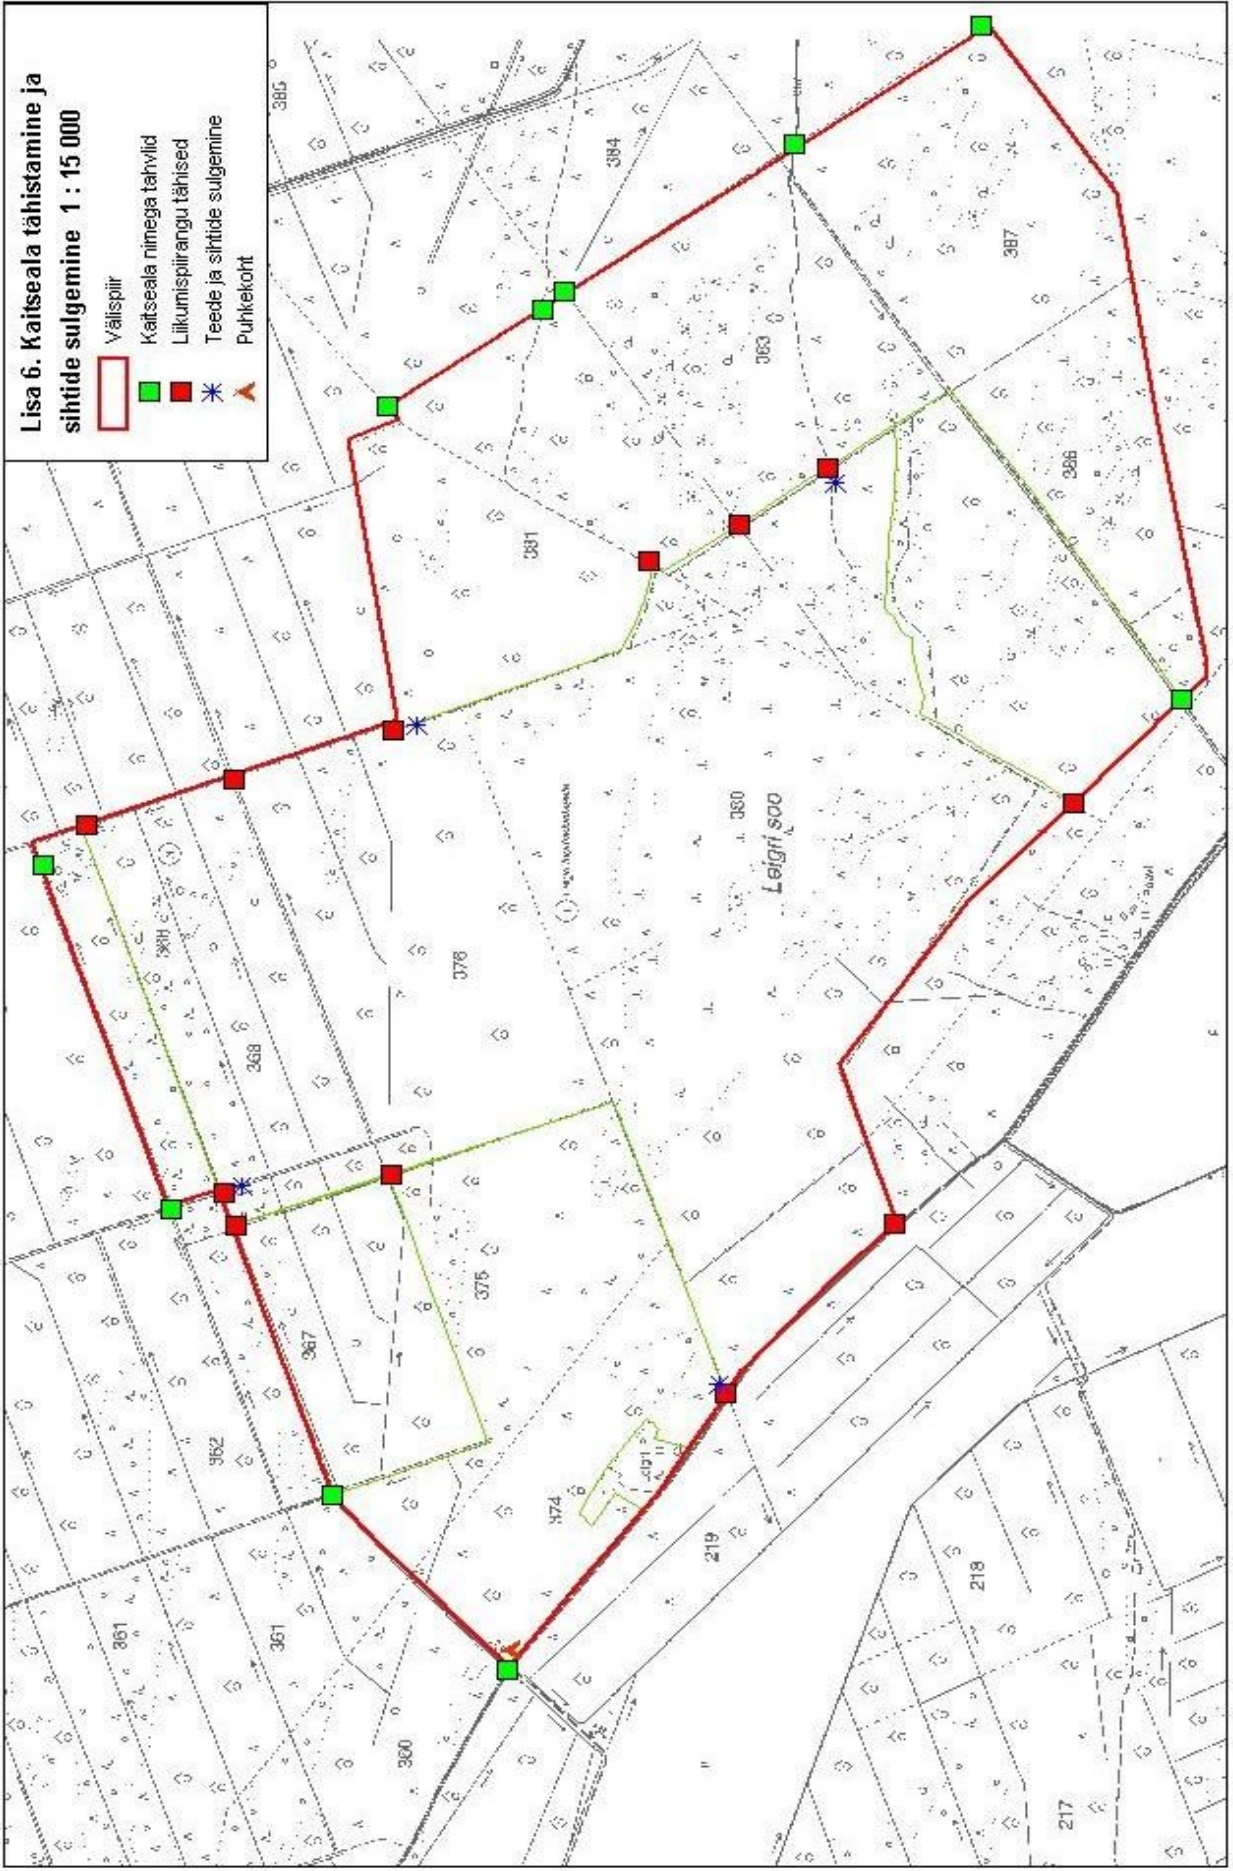 Lisa 6. Kaitseala tähistamine ja
sihtide sulgemine 1 : 15 000
Välispiir
Kaitseala nimega tahvlid
Liikumispiirangu tähised
Teede ja sihtide sulgemine
Puhkekoht
384
387
383
386
381
380
Leigri soo
376
368
375
367
362
374
219
218
361
361
360
217